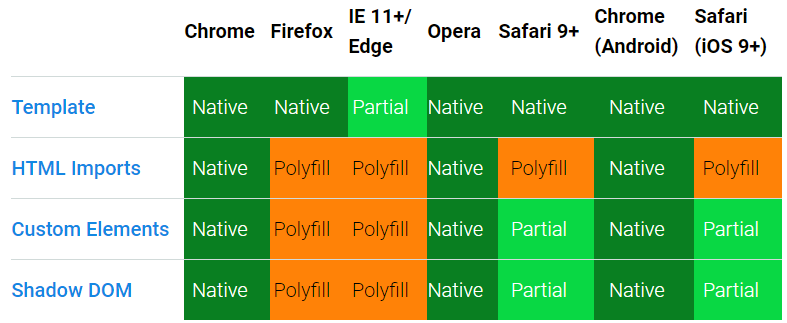 Chrome Firefox IE 11+/ Edge Opera Safari 9+ Chrome (Android) Safari (iOS 9+)
Template Native Native Partial Native Native Native Native
HTML Imports Native Polyfill Polyfill Native Polyfill Native Polyfill
Custom Elements Native Polyfill Polyfill Native Partial Native Partial
Shadow DOM Native Polyfill Polyfill Native Partial Native Partial